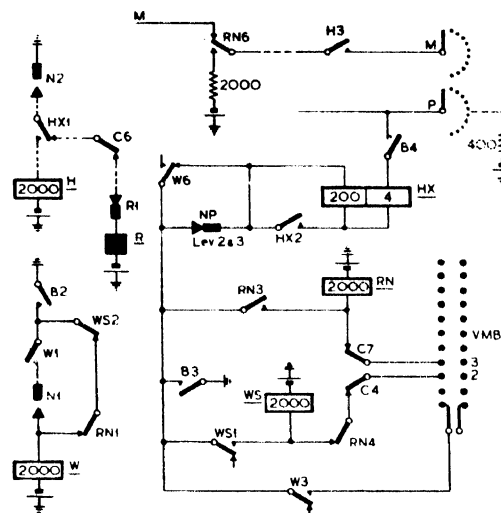 M
RN6
H3
M
N2
2000
HX1
C6
P
B4
400
2000
H
W6
200
4
HX
R1
NP
Lev 2&3
HX2
R
B2
RN3
2000
RN
WS2
VMB
W1
C7
3
2
B3
WS
2000
C4
N1
RN1
WS1
RN4
2000
W
W3